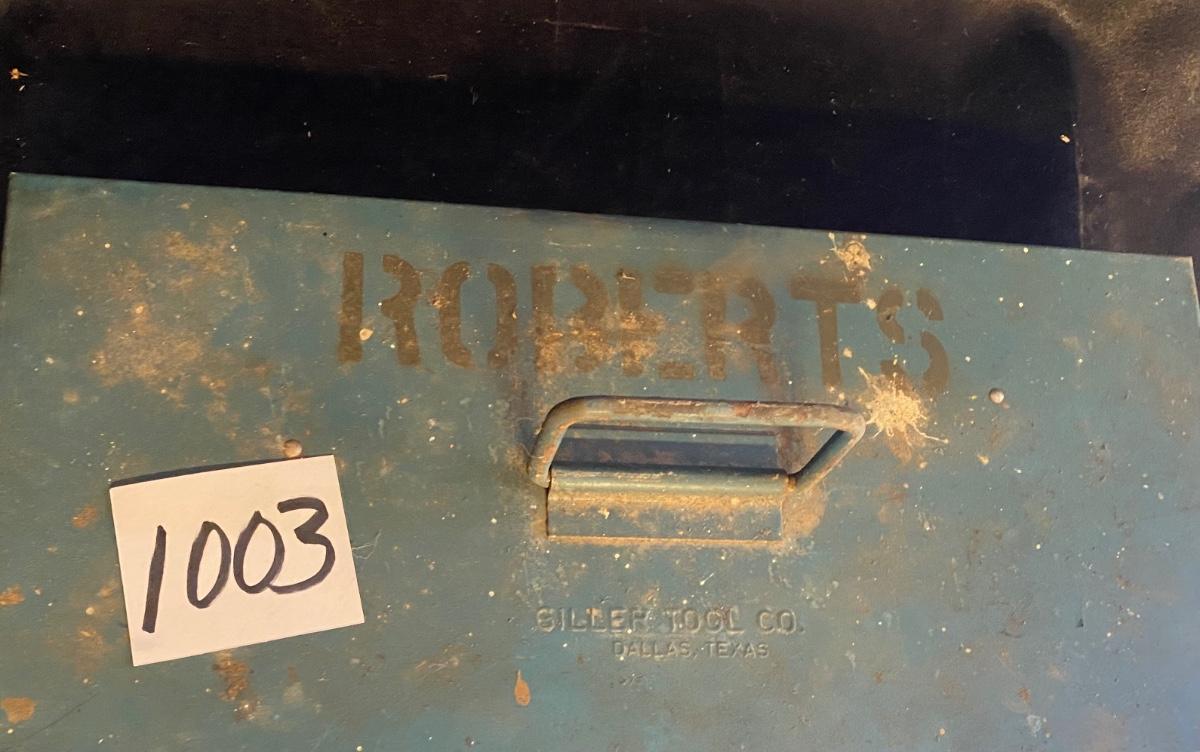 ROBERTS
1003
SILLER TOOL CO.
DALLAS, TEXAS